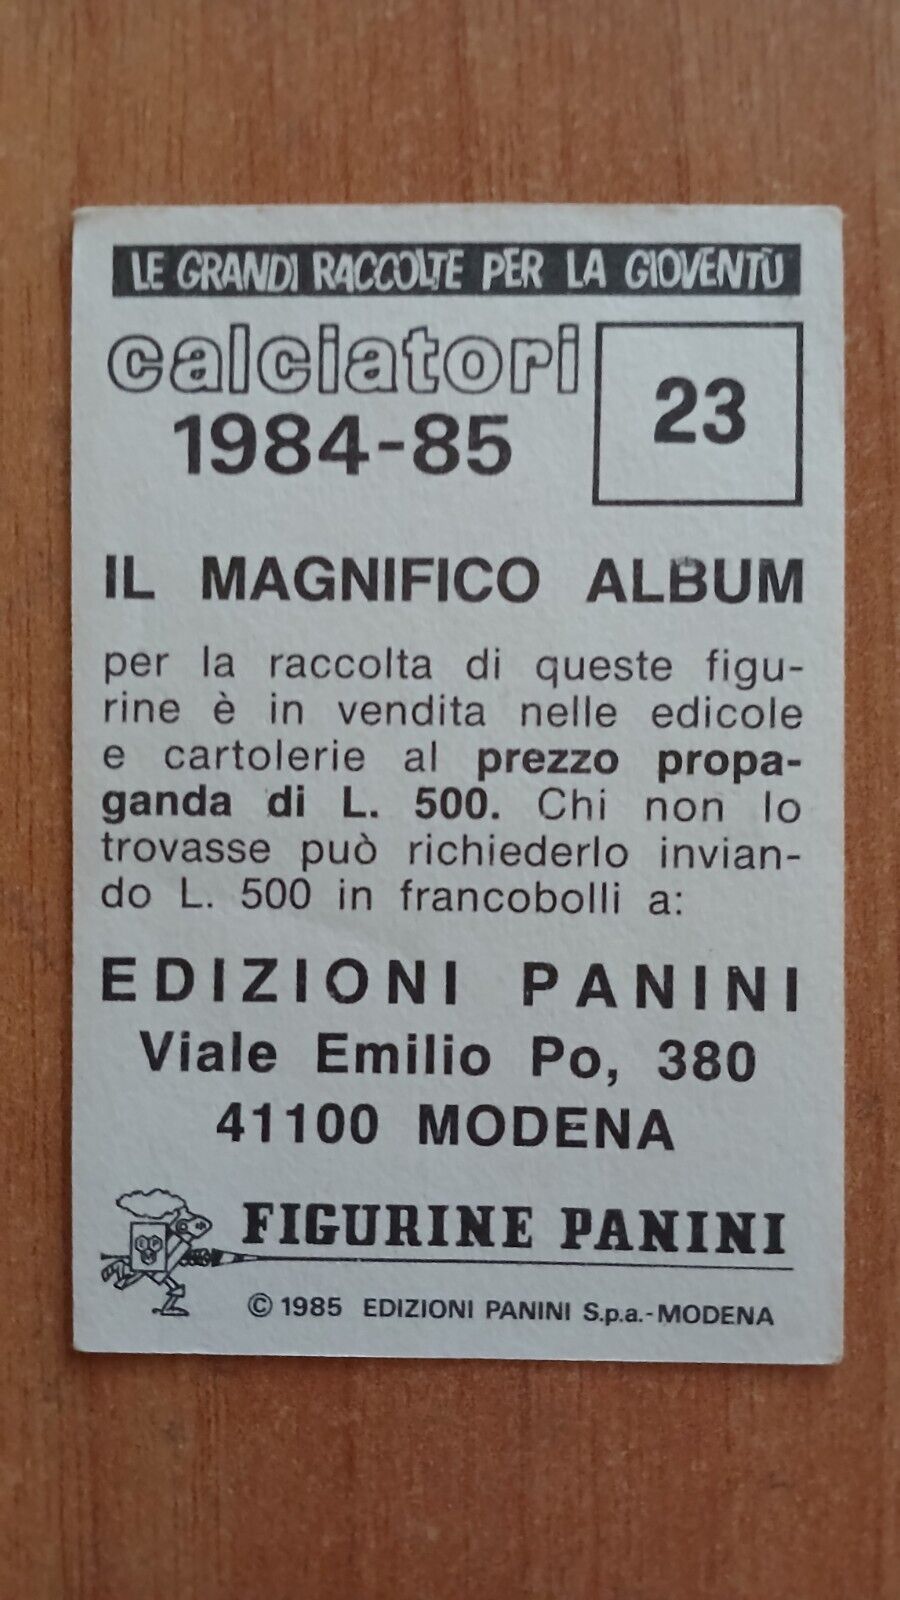 LE GRANDI RACCOLTE PER LA GIOVENTÙ
calciatori
1984-85
23
IL MAGNIFICO ALBUM
per la raccolta di queste figu-
rine è in vendita nelle edicole
e cartolerie al prezzo propa-
ganda di L. 500. Chi non lo
trovasse può richiederlo invian-
do L. 500 in francobolli a:
EDIZIONI PANINI
Viale Emilio Po, 380
41100 MODENA
FIGURINE PANINI
© 1985 EDIZIONI PANINI S.p.a.-MODENA